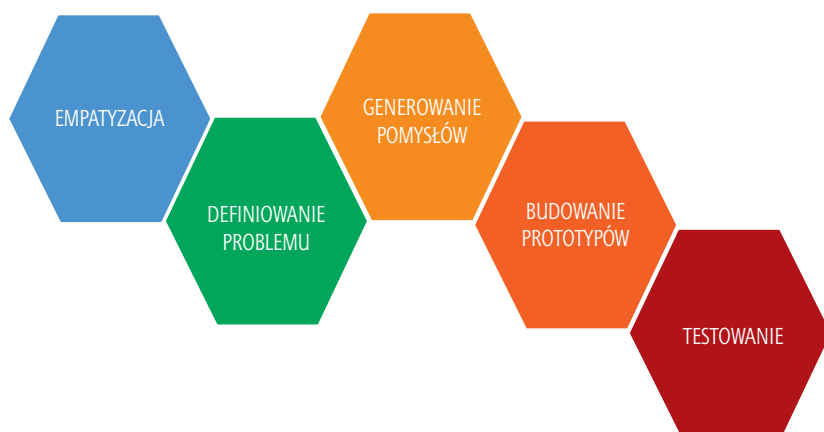 EMPATYZACJA
DEFINIOWANIE
PROBLEMU
GENEROWANIE
POMYSŁÓW
BUDOWANIE
PROTOTYPÓW
TESTOWANIE